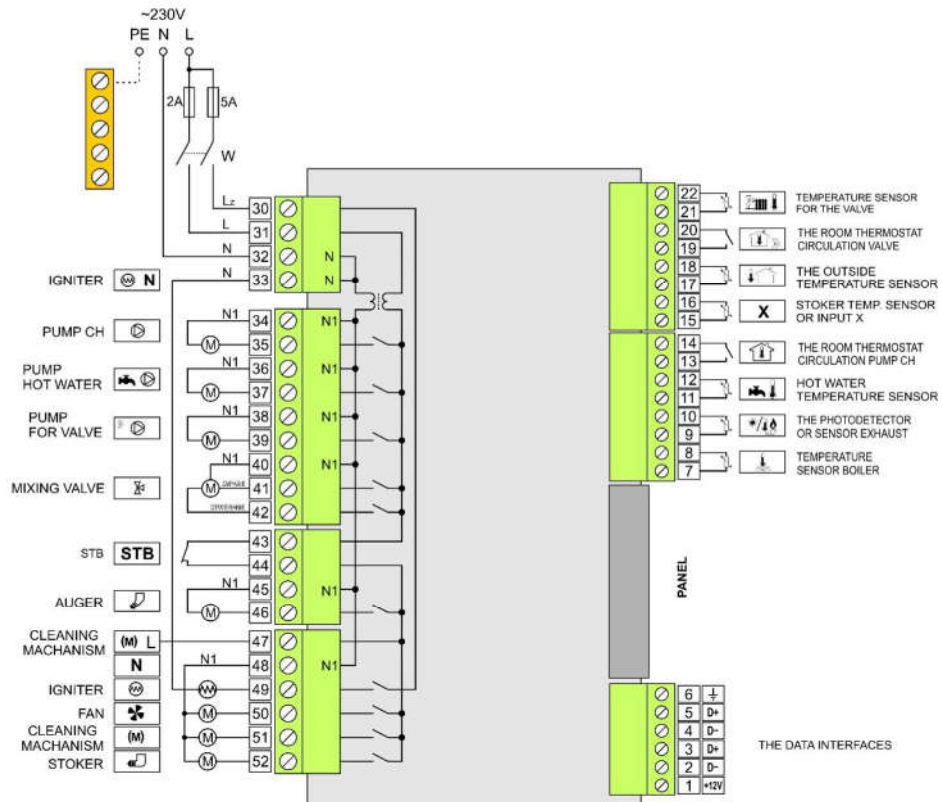 ~230V
PE N L
2A 5A
W
Lz 30
L 31
N 32 N
IGNITER N N 33 N
N1 34 N1
PUMP CH M 35
PUMP
HOT WATER
N1 36 N1
M 37
PUMP
FOR VALVE
N1 38 N1
M 39
N1 40 N1
MIXING VALVE M 41
42
STB STB 43
44
N1 45 N1
AUGER M 46
CLEANING
MACHANISM
(M) L 47
N N1 48 N1
IGNITER 49
FAN M 50
CLEANING
MACHANISM
(M) M 51
STOKER M 52
22 TEMPERATURE SENSOR
21 FOR THE VALVE
20 THE ROOM THERMOSTAT
19 CIRCULATION VALVE
18 THE OUTSIDE
17 TEMPERATURE SENSOR
16 X STOKER TEMP. SENSOR
15 OR INPUT X
14 THE ROOM THERMOSTAT
13 CIRCULATION PUMP CH
12 HOT WATER
11 TEMPERATURE SENSOR
10 THE PHOTODETECTOR
9 OR SENSOR EXHAUST
8 TEMPERATURE
7 SENSOR BOILER
PANEL
6
5 D+
4 D-
3 D+
2 D-
1 +12V
THE DATA INTERFACES